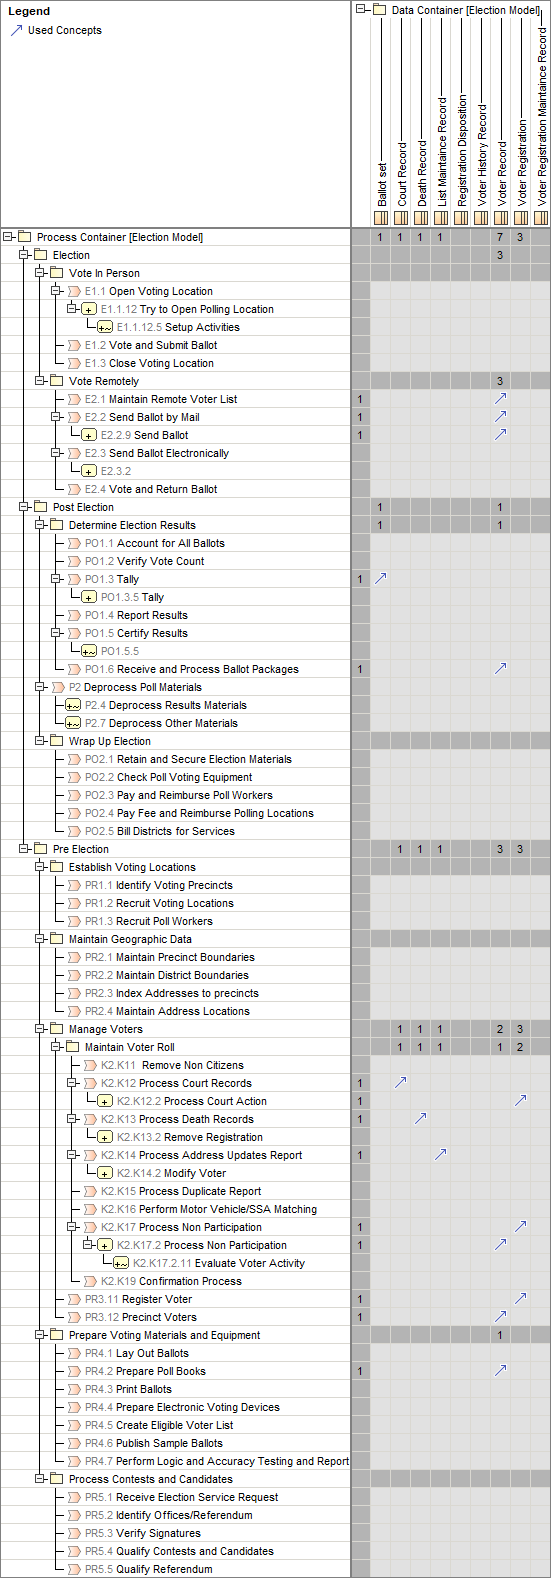 Legend
Used Concepts
Data Container [Election Model]
Ballot set
Court Record
Death Record
List Maintaince Record
Registration Disposition
Voter History Record
Voter Record
Voter Registration
Voter Registration Maintaince Record
Process Container [Election Model] 1 1 1 1 7 3
Election 3
Vote In Person
E1.1 Open Voting Location
E1.1.12 Try to Open Polling Location
E1.1.12.5 Setup Activities
E1.2 Vote and Submit Ballot
E1.3 Close Voting Location
Vote Remotely 3
E2.1 Maintain Remote Voter List 1
E2.2 Send Ballot by Mail 1
E2.2.9 Send Ballot 1
E2.3 Send Ballot Electronically
E2.3.2
E2.4 Vote and Return Ballot
Post Election 1 1
Determine Election Results 1 1
PO1.1 Account for All Ballots
PO1.2 Verify Vote Count
PO1.3 Tally 1
PO1.3.5 Tally
PO1.4 Report Results
PO1.5 Certify Results
PO1.5.5
PO1.6 Receive and Process Ballot Packages 1
P2 Deprocess Poll Materials
P2.4 Deprocess Results Materials
P2.7 Deprocess Other Materials
Wrap Up Election
PO2.1 Retain and Secure Election Materials
PO2.2 Check Poll Voting Equipment
PO2.3 Pay and Reimburse Poll Workers
PO2.4 Pay Fee and Reimburse Polling Locations
PO2.5 Bill Districts for Services
Pre Election 1 1 1 3 3
Establish Voting Locations
PR1.1 Identify Voting Precincts
PR1.2 Recruit Voting Locations
PR1.3 Recruit Poll Workers
Maintain Geographic Data
PR2.1 Maintain Precinct Boundaries
PR2.2 Maintain District Boundaries
PR2.3 Index Addresses to precincts
PR2.4 Maintain Address Locations
Manage Voters 1 1 1 2 3
Maintain Voter Roll 1 1 1 1 2
K2.K11 Remove Non Citizens
K2.K12 Process Court Records 1
K2.K12.2 Process Court Action 1
K2.K13 Process Death Records 1
K2.K13.2 Remove Registration
K2.K14 Process Address Updates Report 1
K2.K14.2 Modify Voter
K2.K15 Process Duplicate Report
K2.K16 Perform Motor Vehicle/SSA Matching
K2.K17 Process Non Participation 1
K2.K17.2 Process Non Participation 1
K2.K17.2.11 Evaluate Voter Activity
K2.K19 Confirmation Process
PR3.11 Register Voter 1
PR3.12 Precinct Voters 1
Prepare Voting Materials and Equipment 1
PR4.1 Lay Out Ballots
PR4.2 Prepare Poll Books 1
PR4.3 Print Ballots
PR4.4 Prepare Electronic Voting Devices
PR4.5 Create Eligible Voter List
PR4.6 Publish Sample Ballots
PR4.7 Perform Logic and Accuracy Testing and Report
Process Contests and Candidates
PR5.1 Receive Election Service Request
PR5.2 Identify Offices/Referendum
PR5.3 Verify Signatures
PR5.4 Qualify Contests and Candidates
PR5.5 Qualify Referendum